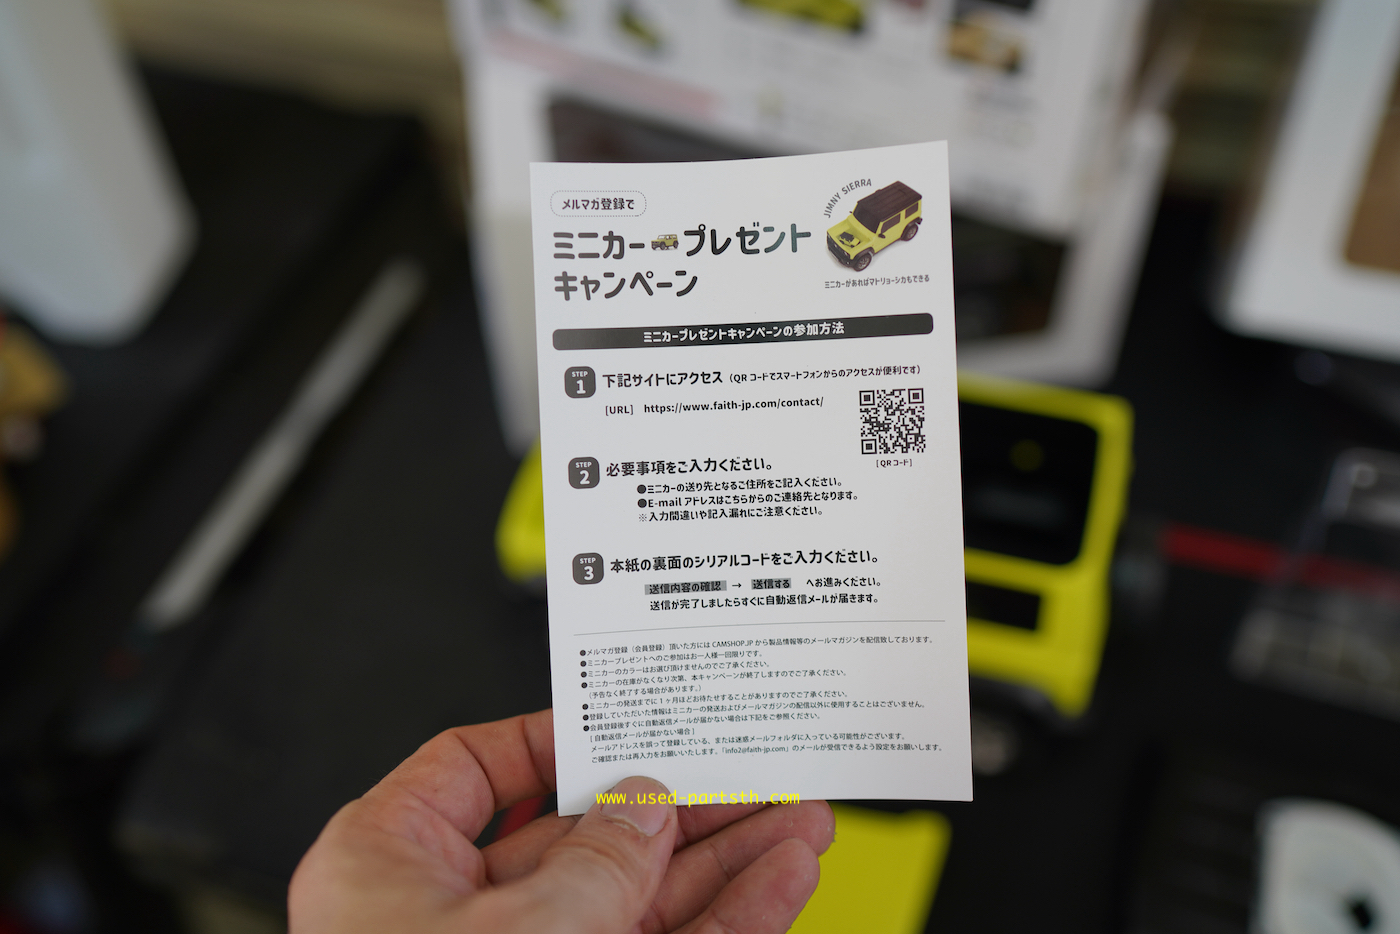 メルマガ登録で
ミニカープレゼント
キャンペーン
JIMNY SIERRA
ミニカーがあればマトリョーシカもできる
ミニカープレゼントキャンペーンの参加方法
STEP 1 下記サイトにアクセス（QRコードでスマートフォンからのアクセスが便利です）
[URL] https://www.faith-jp.com/contact/
[QRコード]
STEP 2 必要事項をご入力ください。
●ミニカーの送り先となるご住所をご記入ください。
●E-mailアドレスはこちらからのご連絡先となります。
※入力間違いや記入漏れにご注意ください。
STEP 3 本紙の裏面のシリアルコードをご入力ください。
送信内容の確認 → 送信する へお進みください。
送信が完了しましたらすぐに自動返信メールが届きます。
●メルマガ登録（会員登録）頂いた方にはCAMSHOP.JPから製品情報等のメールマガジンを配信致しております。
●ミニカープレゼントへのご参加はお一人様一回限りです。
●ミニカーのカラーはお選び頂けませんのでご了承ください。
●ミニカーの在庫がなくなり次第、本キャンペーンが終了しますのでご了承ください。
（予告なく終了する場合があります。）
●ミニカーの発送までに1ヶ月ほどお待たせすることがありますのでご了承ください。
●登録していただいた情報はミニカーの発送およびメールマガジンの配信以外に使用することはございません。
●会員登録後すぐに自動返信メールが届かない場合は下記をご参照ください。
[自動返信メールが届かない場合]
メールアドレスを誤って登録している、または迷惑メールフォルダに入っている可能性がございます。
ご確認または再入力をお願いいたします。「info2@faith-jp.com」のメールが受信できるよう設定をお願いします。
www.used-partsth.com